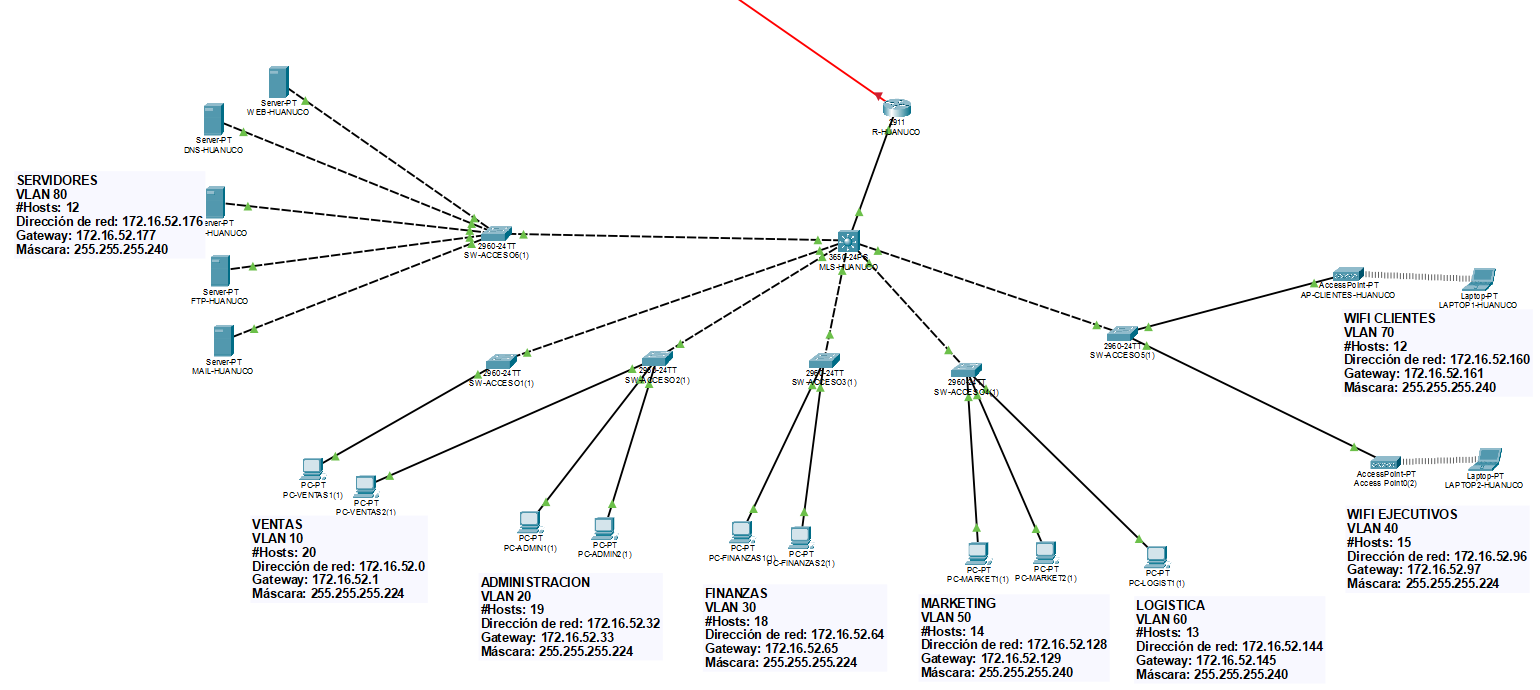 Server-PT
WEB-HUANUCO
Server-PT
DNS-HUANUCO
2911
R-HUANUCO
SERVIDORES
VLAN 80
#Hosts: 12
Dirección de red: 172.16.52.176
Gateway: 172.16.52.177
Máscara: 255.255.255.240
-HUANUCO
Server-PT
FTP-HUANUCO
Server-PT
MAIL-HUANUCO
2960-24TT
SW-ACCESO6(1)
3650-24PS
MLS-HUANUCO
2960-24TT
SW-ACCESO1(1)
2960-24TT
SW-ACCESO2(1)
2960-24TT
SW-ACCESO3(1)
2960-24TT
SW-ACCESO4(1)
2960-24TT
SW-ACCESO5(1)
AccessPoint-PT
AP-CLIENTES-HUANUCO
Laptop-PT
LAPTOP1-HUANUCO
WIFI CLIENTES
VLAN 70
#Hosts: 12
Dirección de red: 172.16.52.160
Gateway: 172.16.52.161
Máscara: 255.255.255.240
AccessPoint-PT
Access Point0(2)
Laptop-PT
LAPTOP2-HUANUCO
WIFI EJECUTIVOS
VLAN 40
#Hosts: 15
Dirección de red: 172.16.52.96
Gateway: 172.16.52.97
Máscara: 255.255.255.224
PC-PT
PC-VENTAS1(1)
PC-PT
PC-VENTAS2(1)
VENTAS
VLAN 10
#Hosts: 20
Dirección de red: 172.16.52.0
Gateway: 172.16.52.1
Máscara: 255.255.255.224
PC-PT
PC-ADMIN1(1)
PC-PT
PC-ADMIN2(1)
ADMINISTRACION
VLAN 20
#Hosts: 19
Dirección de red: 172.16.52.32
Gateway: 172.16.52.33
Máscara: 255.255.255.224
PC-PT
PC-FINANZAS1(1)
PC-PT
PC-FINANZAS2(1)
FINANZAS
VLAN 30
#Hosts: 18
Dirección de red: 172.16.52.64
Gateway: 172.16.52.65
Máscara: 255.255.255.224
PC-PT
PC-MARKET1(1)
PC-PT
PC-MARKET2(1)
MARKETING
VLAN 50
#Hosts: 14
Dirección de red: 172.16.52.128
Gateway: 172.16.52.129
Máscara: 255.255.255.240
PC-PT
PC-LOGIST1(1)
LOGISTICA
VLAN 60
#Hosts: 13
Dirección de red: 172.16.52.144
Gateway: 172.16.52.145
Máscara: 255.255.255.240